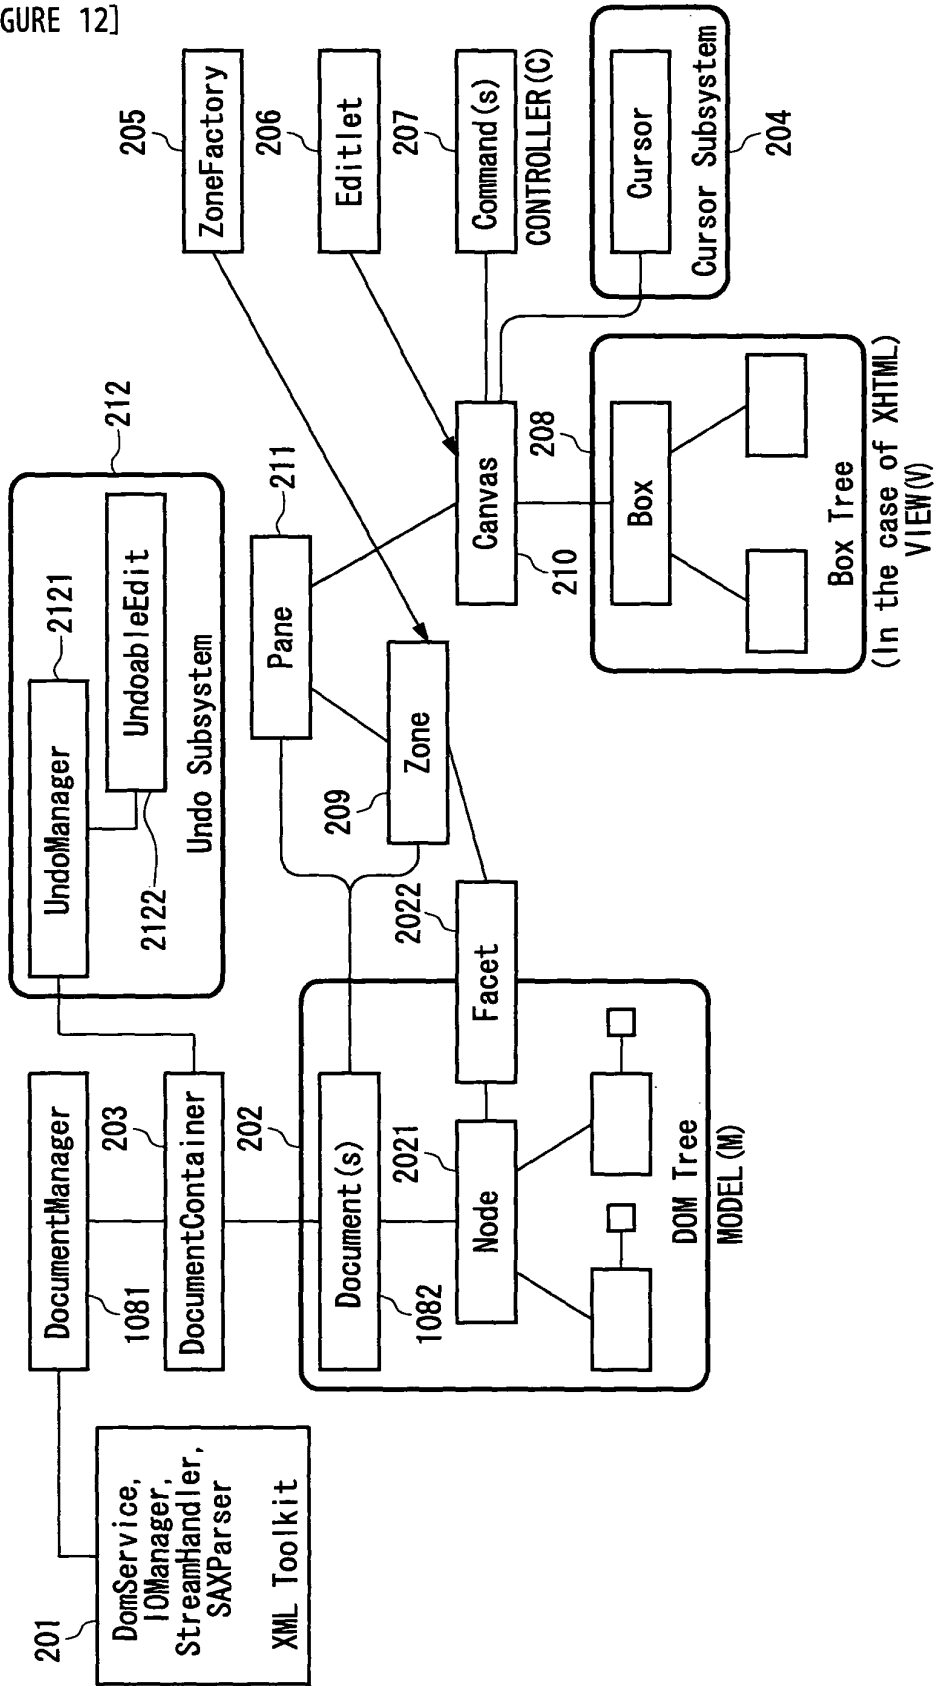 GURE 12]
201
DomService,
IOManager,
StreamHandler,
SAXParser
XML Toolkit
DocumentManager
1081
DocumentContainer
203
UndoManager
2121
UndoableEdit
2122
Undo Subsystem
212
202
Document(s)
1082
Node
2021
Facet
2022
DOM Tree
MODEL(M)
Pane
211
Zone
209
Canvas
210
ZoneFactory
205
Editlet
206
Command(s)
207
CONTROLLER(C)
Cursor
Cursor Subsystem
204
Box
208
Box Tree
(In the case of XHTML)
VIEW(V)